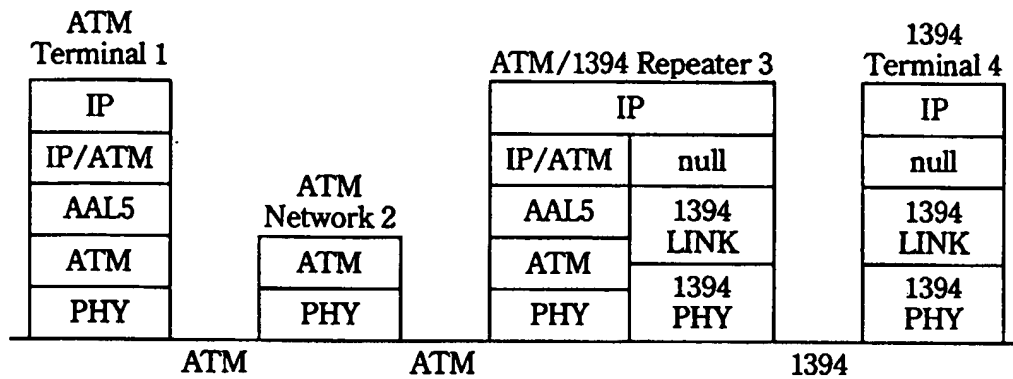 ATM
Terminal 1
IP
IP/ATM
AAL5
ATM
PHY
ATM
Network 2
ATM
PHY
ATM/1394 Repeater 3
IP
IP/ATM
null
AAL5
1394
LINK
ATM
PHY
1394
PHY
1394
Terminal 4
IP
null
1394
LINK
1394
PHY
ATM
ATM
1394